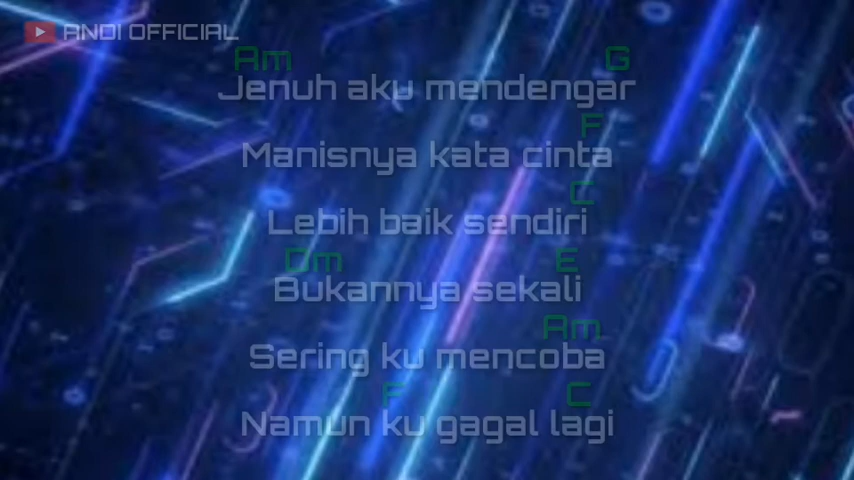 ANDI OFFICIAL
Am G
Jenuh aku mendengar
F
Manisnya kata cinta
C
Lebih baik sendiri
Dm E
Bukannya sekali
Am
Sering ku mencoba
F C
Namun ku gagal lagi